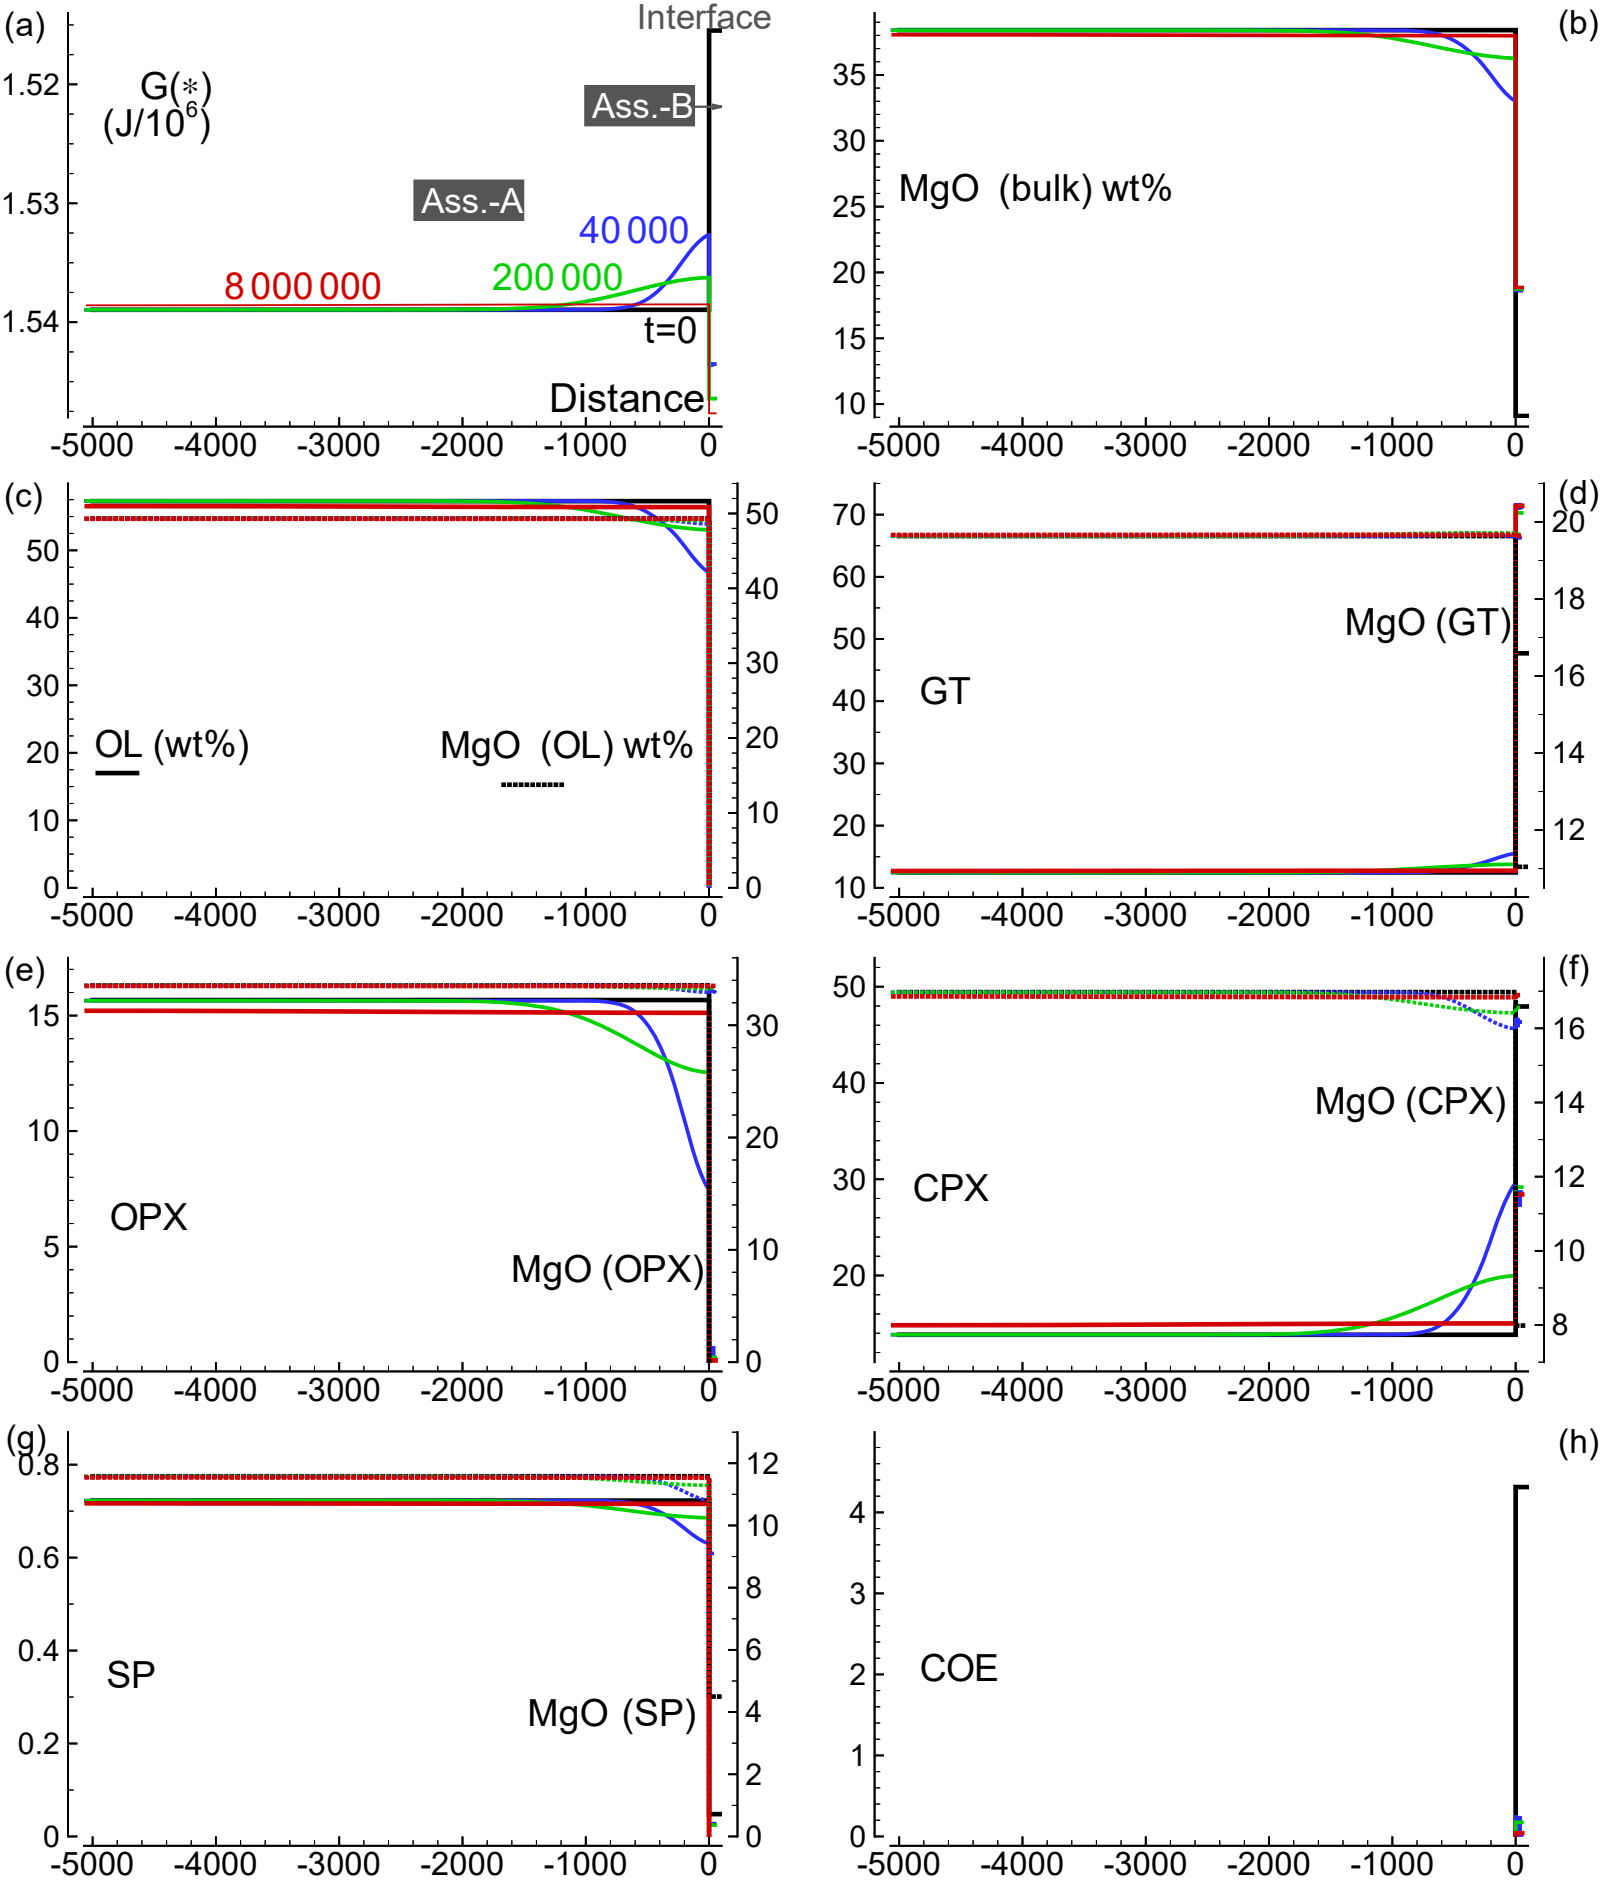 (a)
Interface
1.52
G(*)
(J/10⁶)
Ass.-B
1.53
Ass.-A
40 000
200 000
8 000 000
1.54
t=0
Distance
-5000 -4000 -3000 -2000 -1000 0
(b)
35
30
MgO (bulk) wt%
25
20
15
10
-5000 -4000 -3000 -2000 -1000 0
(c)
50
40
30
20
10
0
OL (wt%)
MgO (OL) wt%
50
40
30
20
10
0
-5000 -4000 -3000 -2000 -1000 0
(d)
70
60
50
40
30
20
10
MgO (GT)
GT
20
18
16
14
12
-5000 -4000 -3000 -2000 -1000 0
(e)
15
10
5
0
OPX
MgO (OPX)
30
20
10
0
-5000 -4000 -3000 -2000 -1000 0
(f)
50
40
30
20
MgO (CPX)
CPX
16
14
12
10
8
-5000 -4000 -3000 -2000 -1000 0
(g)
0.8
0.6
0.4
0.2
0
SP
MgO (SP)
12
10
8
6
4
2
0
-5000 -4000 -3000 -2000 -1000 0
(h)
4
3
2
1
0
COE
-5000 -4000 -3000 -2000 -1000 0